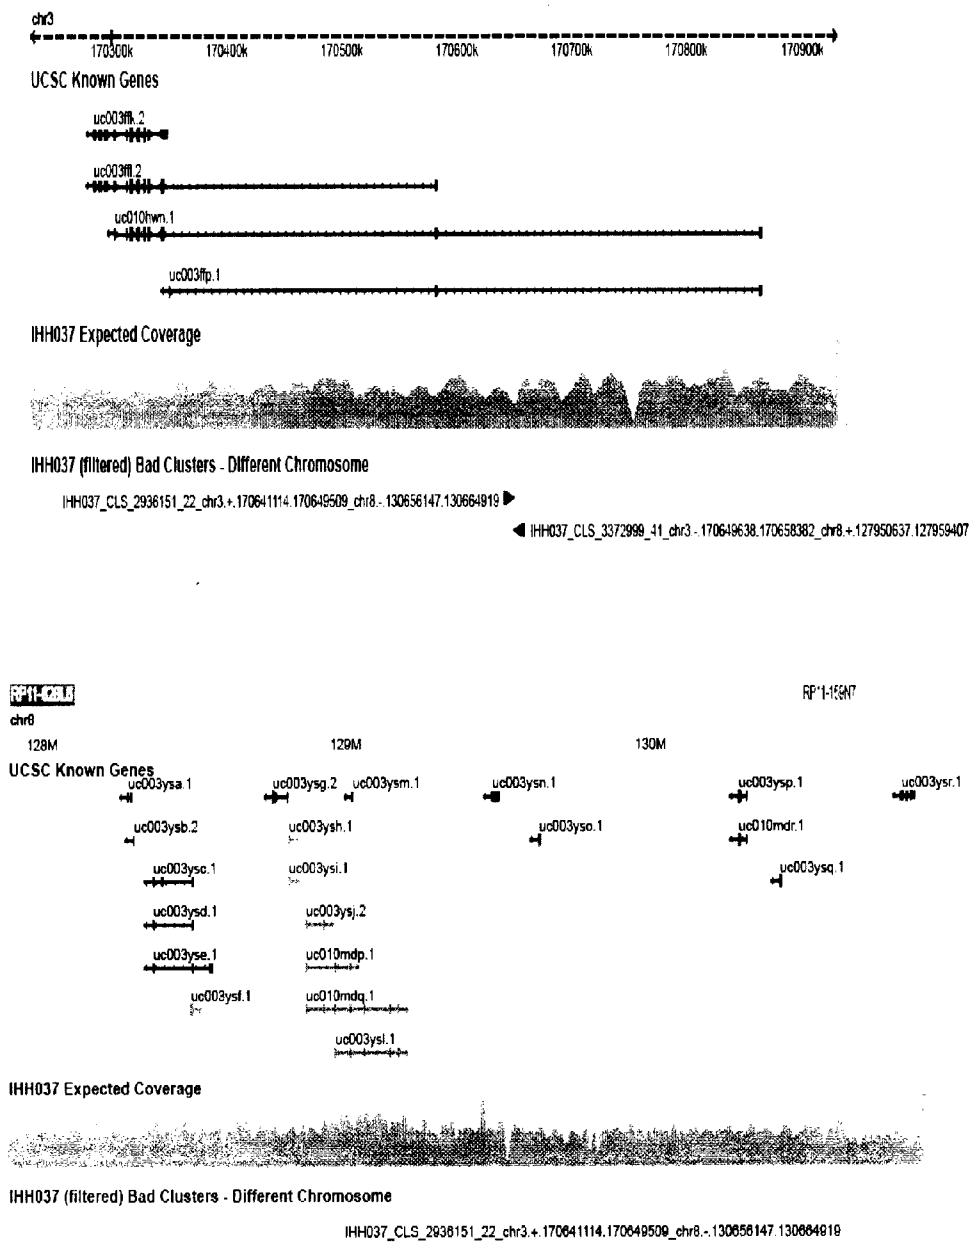 chr3
170300k 170400k 170500k 170600k 170700k 170800k 170900k
UCSC Known Genes
uc003ffk.2
uc003ffl.2
uc010hwn.1
uc003ffp.1
IHH037 Expected Coverage
IHH037 (filtered) Bad Clusters - Different Chromosome
IHH037_CLS_2936151_22_chr3.+.170641114.170649509_chr8.-.130656147.130664919
IHH037_CLS_3372999_41_chr3.-.170649638.170658382_chr8.+.127950637.127959407
RP11-159N7
chr8
128M 129M 130M
UCSC Known Genes
uc003ysa.1 uc003ysg.2 uc003ysm.1 uc003ysn.1 uc003ysp.1 uc003ysr.1
uc003ysb.2 uc003ysh.1 uc003yso.1 uc010mdr.1
uc003ysc.1 uc003ysi.1 uc003ysq.1
uc003ysd.1 uc003ysj.2
uc003yse.1 uc010mdp.1
uc003ysf.1 uc010mdq.1
uc003ysl.1
IHH037 Expected Coverage
IHH037 (filtered) Bad Clusters - Different Chromosome
IHH037_CLS_2936151_22_chr3.+.170641114.170649509_chr8.-.130656147.130664919